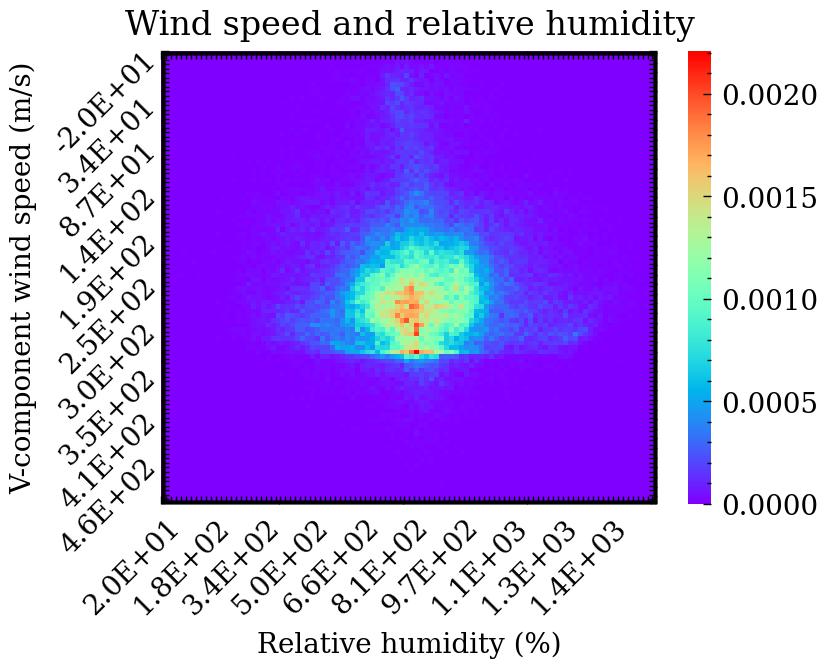 Wind speed and relative humidity
V-component wind speed (m/s)
-2.0E+01
3.4E+01
8.7E+01
1.4E+02
1.9E+02
2.5E+02
3.0E+02
3.5E+02
4.1E+02
4.6E+02
2.0E+01
1.8E+02
3.4E+02
5.0E+02
6.6E+02
8.1E+02
9.7E+02
1.1E+03
1.3E+03
1.4E+03
Relative humidity (%)
0.0020
0.0015
0.0010
0.0005
0.0000